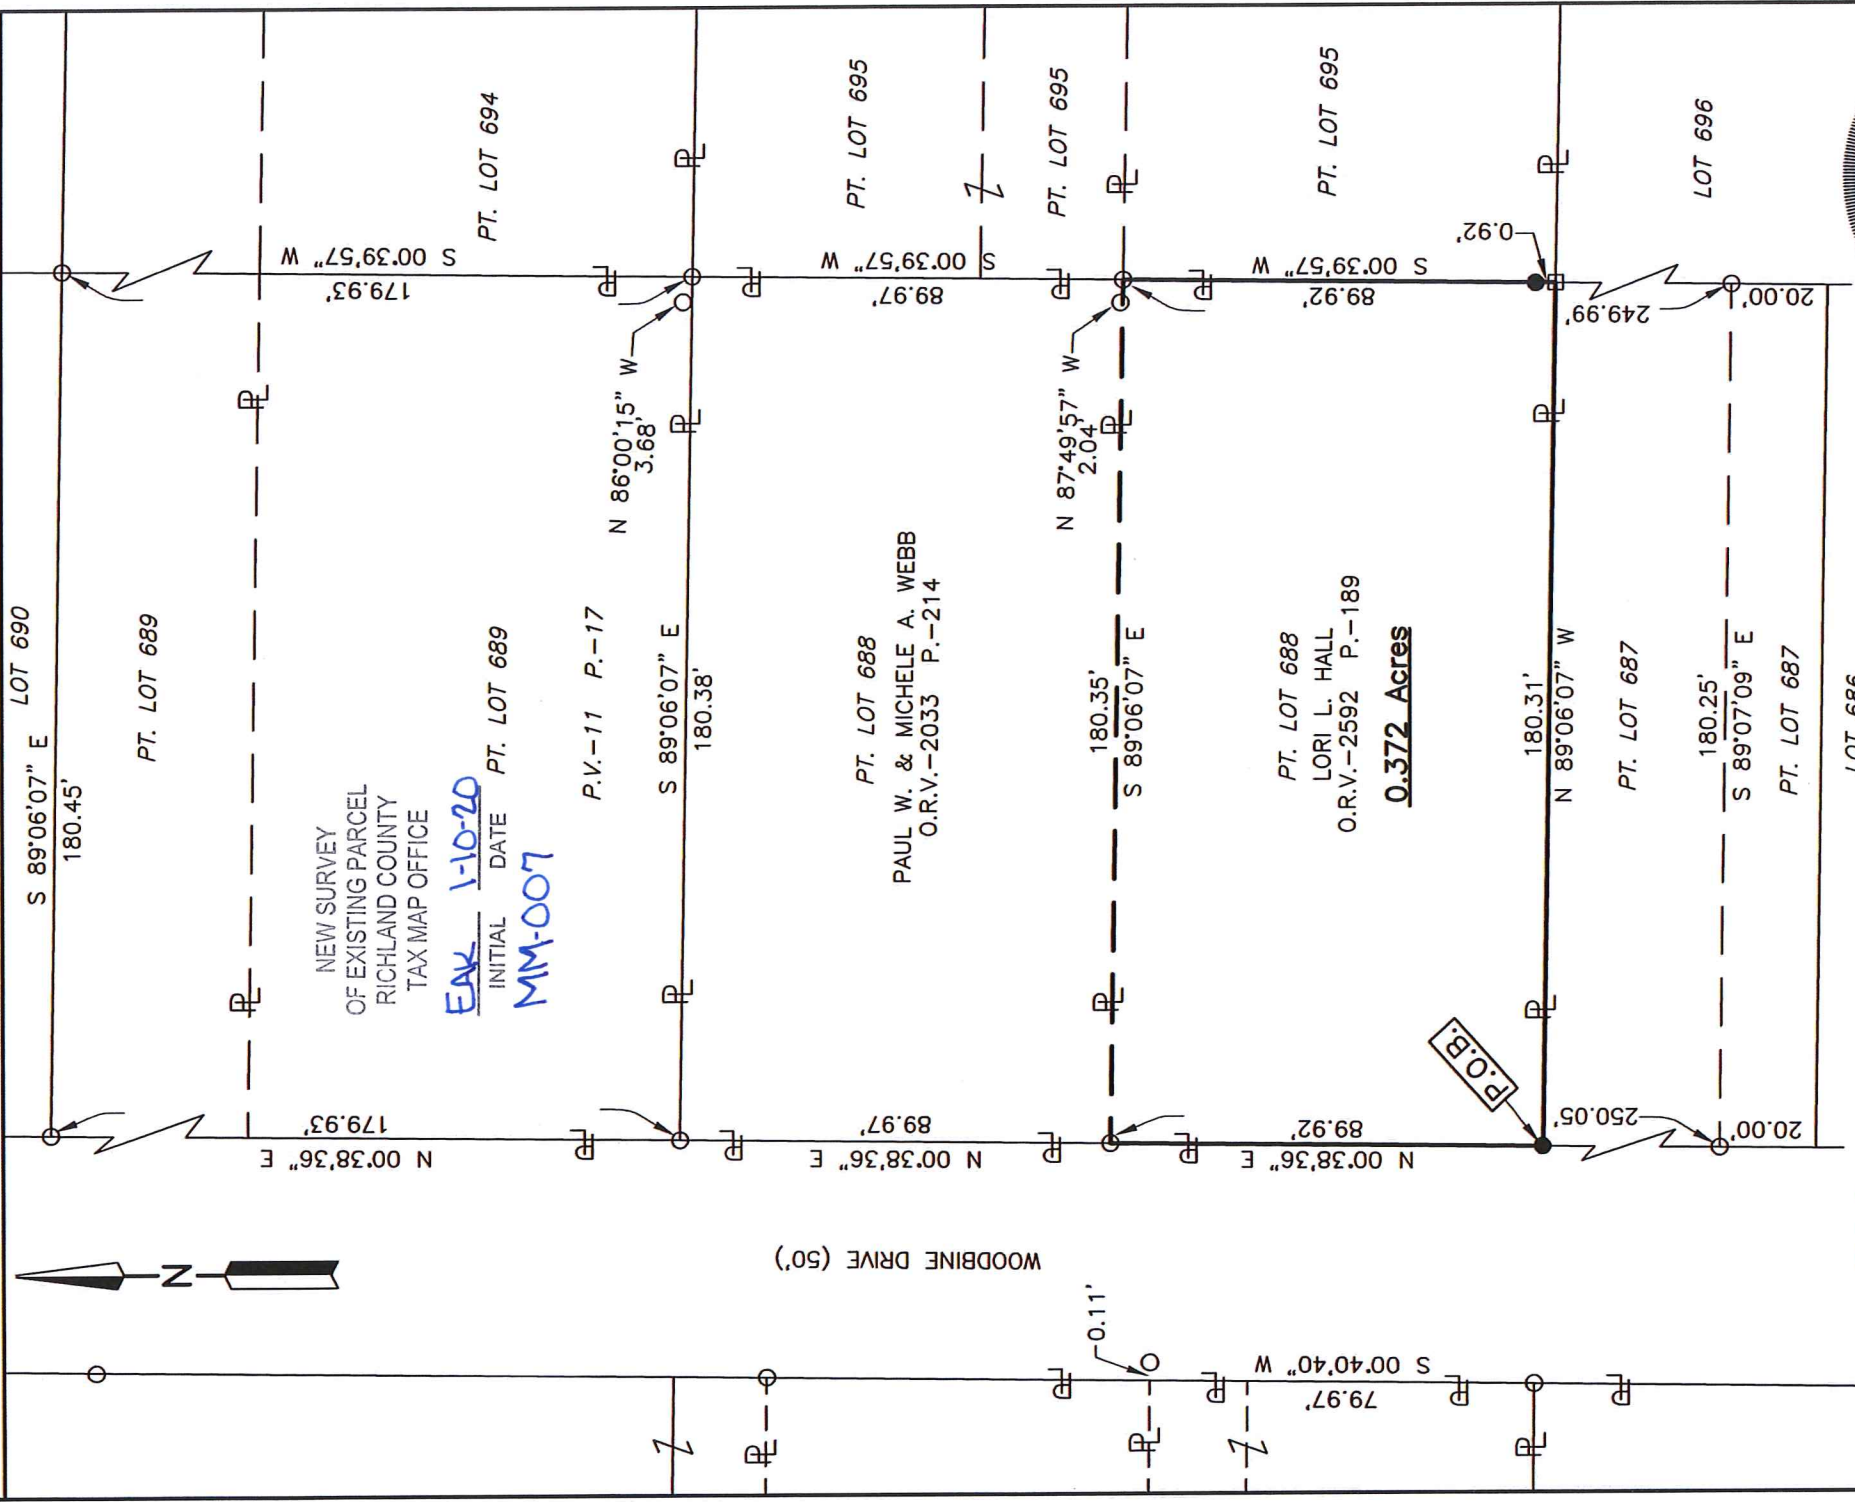 LOT 690
S 89°06'07" E
180.45'
PT. LOT 689
PT. LOT 694
S 00°39'57" W
179.93'
NEW SURVEY
OF EXISTING PARCEL
RICHLAND COUNTY
TAX MAP OFFICE
EAK 1-10-20
INITIAL DATE
MM-007
PT. LOT 689
P.V.-11 P.-17
N 86°00'15" W
3.68'
S 89°06'07" E
180.38'
179.93'
N 00°38'36" E
PT. LOT 695
S 00°39'57" W
89.97'
PT. LOT 688
PAUL W. & MICHELE A. WEBB
O.R.V.-2033 P.-214
89.97'
N 00°38'36" E
PT. LOT 695
N 87°49'57" W
2.04'
180.35'
S 89°06'07" E
PT. LOT 695
S 00°39'57" W
89.92'
PT. LOT 688
LORI L. HALL
O.R.V.-2592 P.-189
0.372 Acres
89.92'
N 00°38'36" E
0.92'
P.O.B.
180.31'
N 89°06'07" W
LOT 696
249.99'
PT. LOT 687
250.05'
180.25'
S 89°07'09" E
20.00'
20.00'
PT. LOT 687
LOT 686
N
WOODBINE DRIVE (50')
0.11'
S 00°40'40" W
79.97'